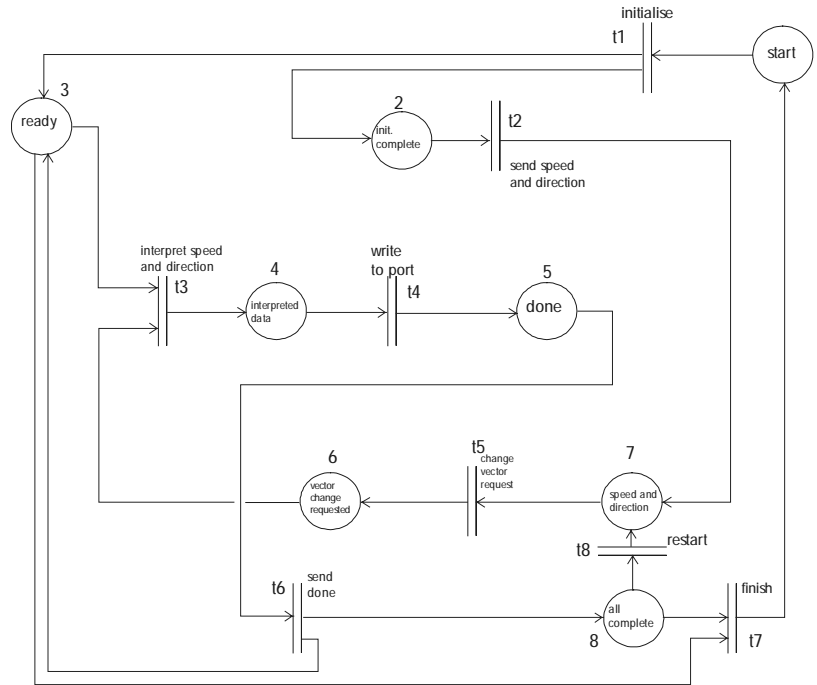 initialise
t1
start
3
ready
2
init.
complete
t2
send speed
and direction
interpret speed
and direction
t3
4
interpreted
data
write
to port
t4
5
done
6
vector
change
requested
t5
change
vector
request
7
speed and
direction
t8
restart
t6
send
done
all
complete
8
finish
t7